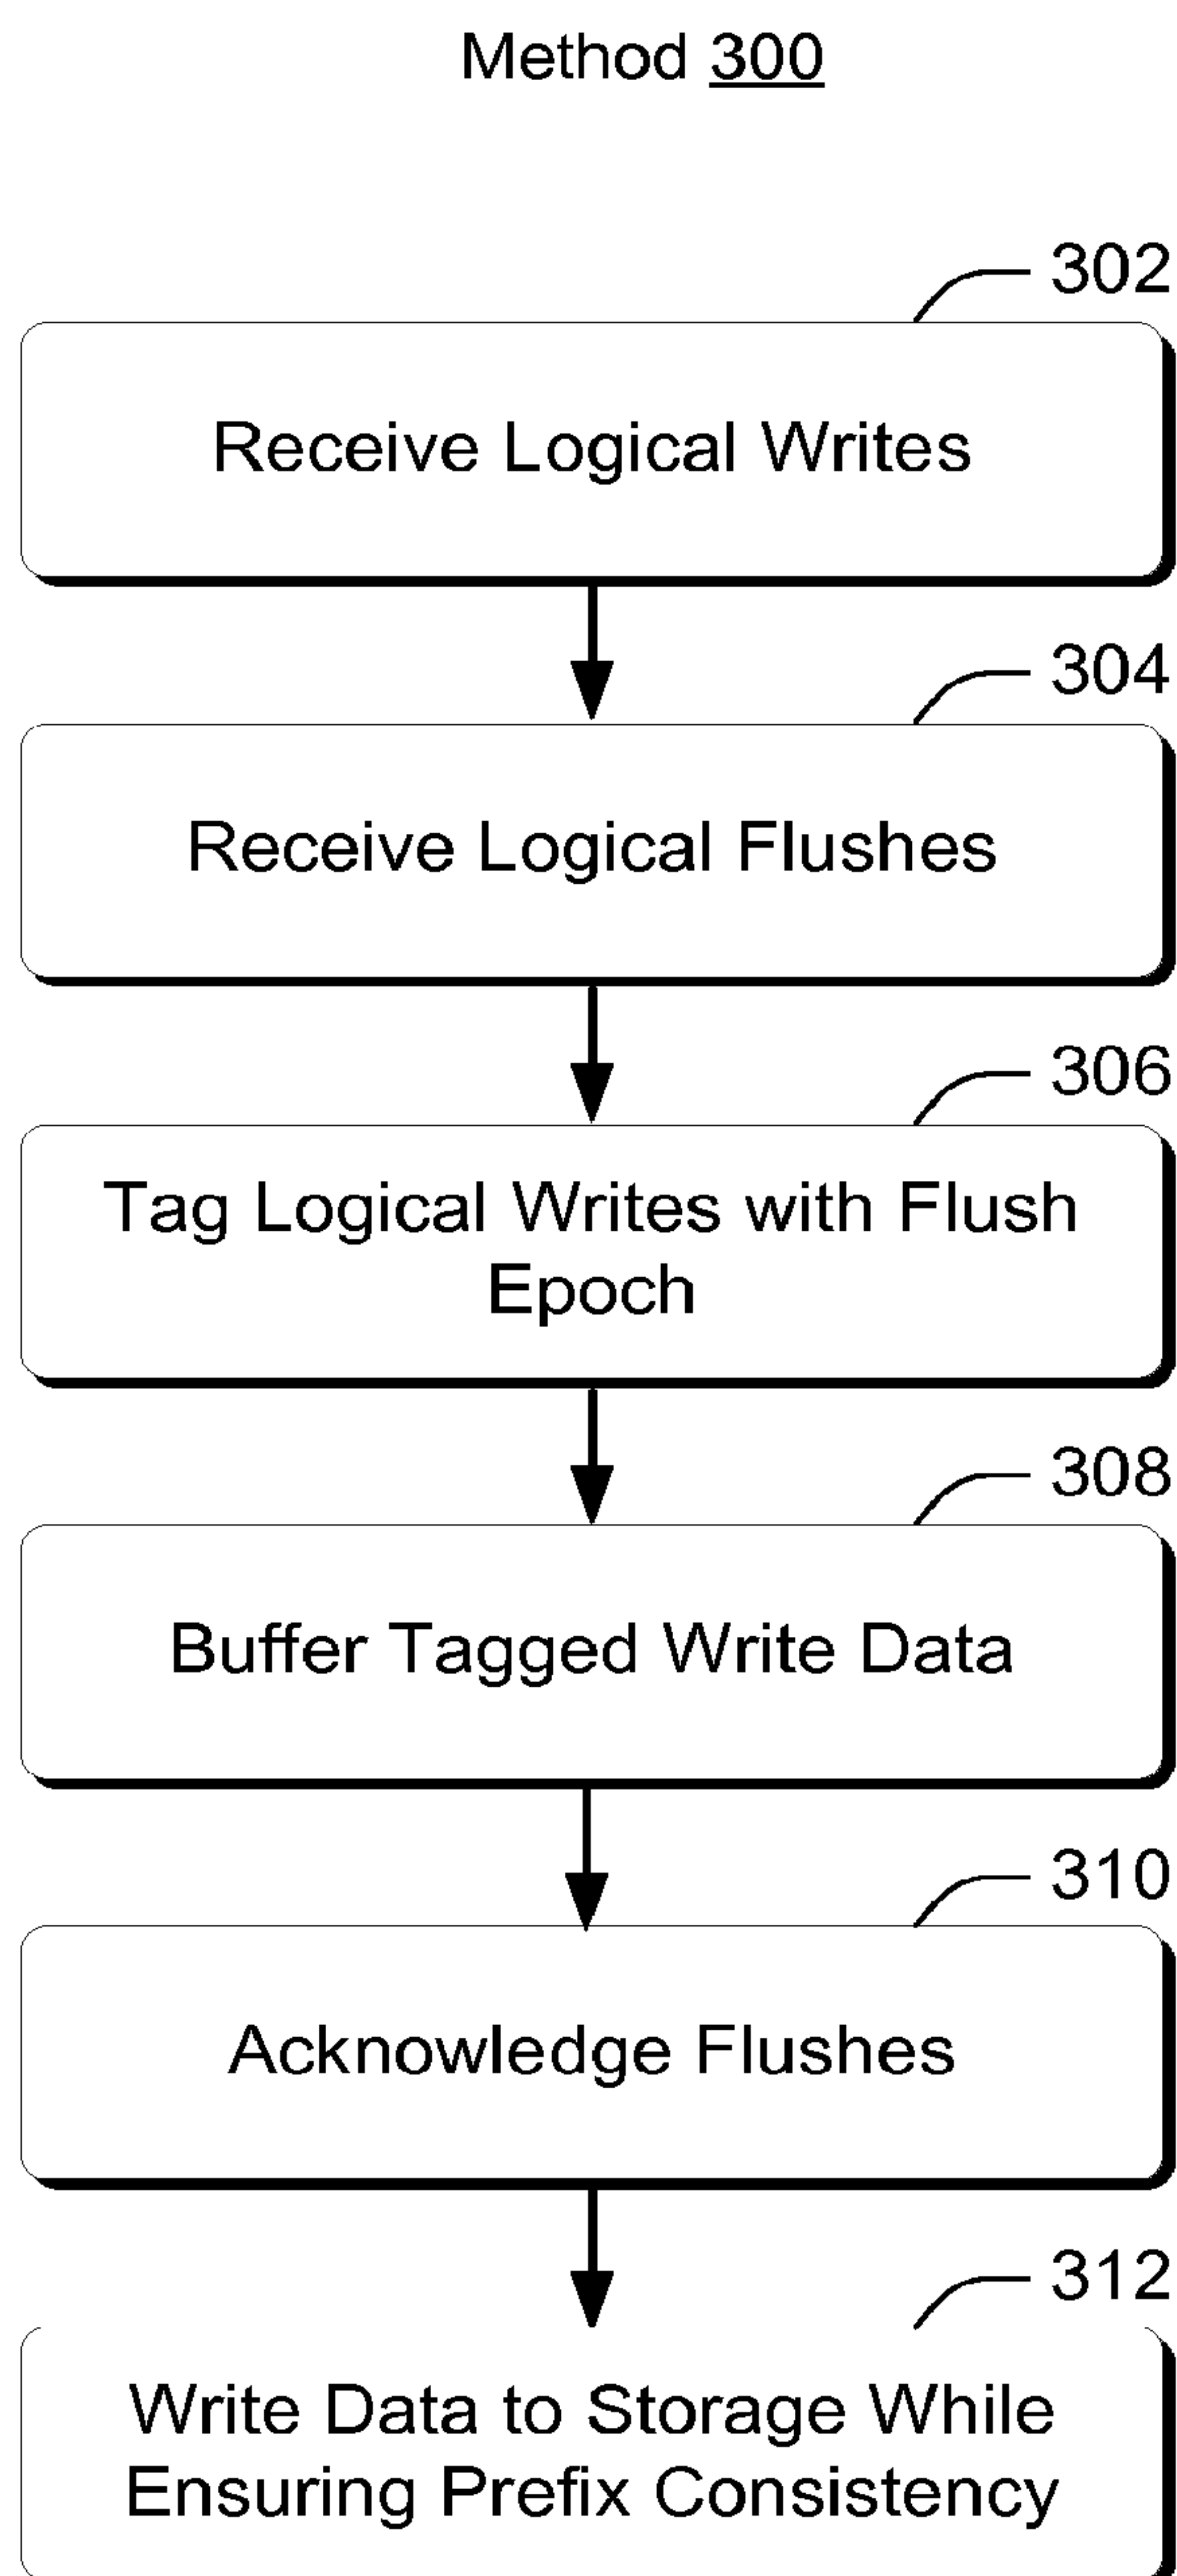 Method 300
302
Receive Logical Writes
304
Receive Logical Flushes
306
Tag Logical Writes with Flush
Epoch
308
Buffer Tagged Write Data
310
Acknowledge Flushes
312
Write Data to Storage While
Ensuring Prefix Consistency